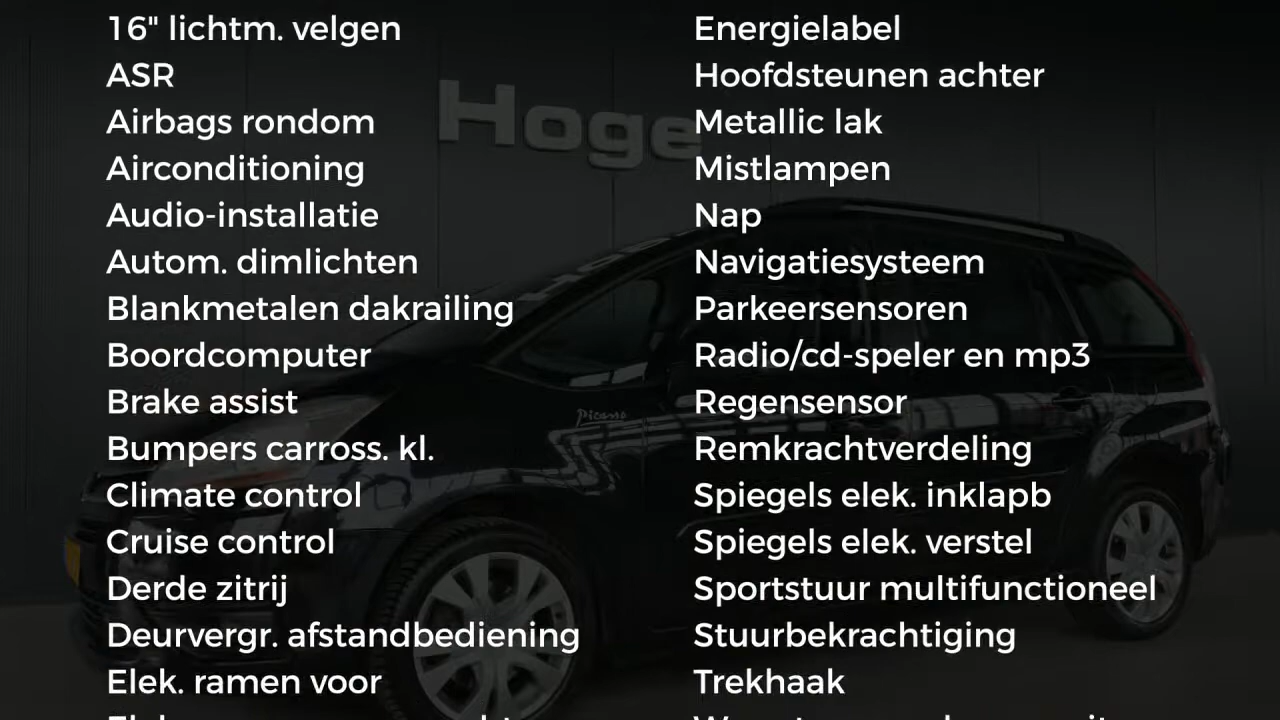 16" lichtm. velgen
ASR
Airbags rondom
Airconditioning
Audio-installatie
Autom. dimlichten
Blankmetalen dakrailing
Boordcomputer
Brake assist
Bumpers carross. kl.
Climate control
Cruise control
Derde zitrij
Deurvergr. afstandbediening
Elek. ramen voor
Energielabel
Hoofdsteunen achter
Metallic lak
Mistlampen
Nap
Navigatiesysteem
Parkeersensoren
Radio/cd-speler en mp3
Regensensor
Remkrachtverdeling
Spiegels elek. inklapb
Spiegels elek. verstel
Sportstuur multifunctioneel
Stuurbekrachtiging
Trekhaak
Hoge
Picasso